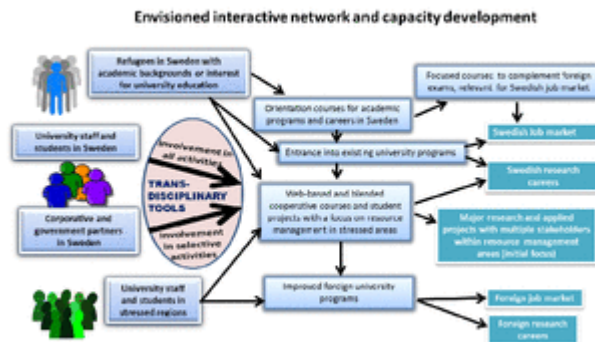 Envisioned interactive network and capacity development
Refugees in Sweden with
academic backgrounds or interest
for university education
Focused courses to complement foreign
exams, relevant for Swedish job market
Orientation courses for academic
programs and careers in Sweden
University staff and
students in Sweden
Involvement in
all activities
Swedish Job market
Entrance into existing university programs
Swedish research
careers
TRANS-
DISCIPLINARY
TOOLS
Web-based and blended
cooperative courses and student
projects with a focus on resource
management in stressed areas
Corporative and
government partners
in Sweden
Involvement
in selective
activities
Major research and applied
projects with multiple stakeholders
within resource management
areas (initial focus)
University staff
and students in
stressed regions
Improved foreign university
programs
Foreign job market
Foreign research
careers